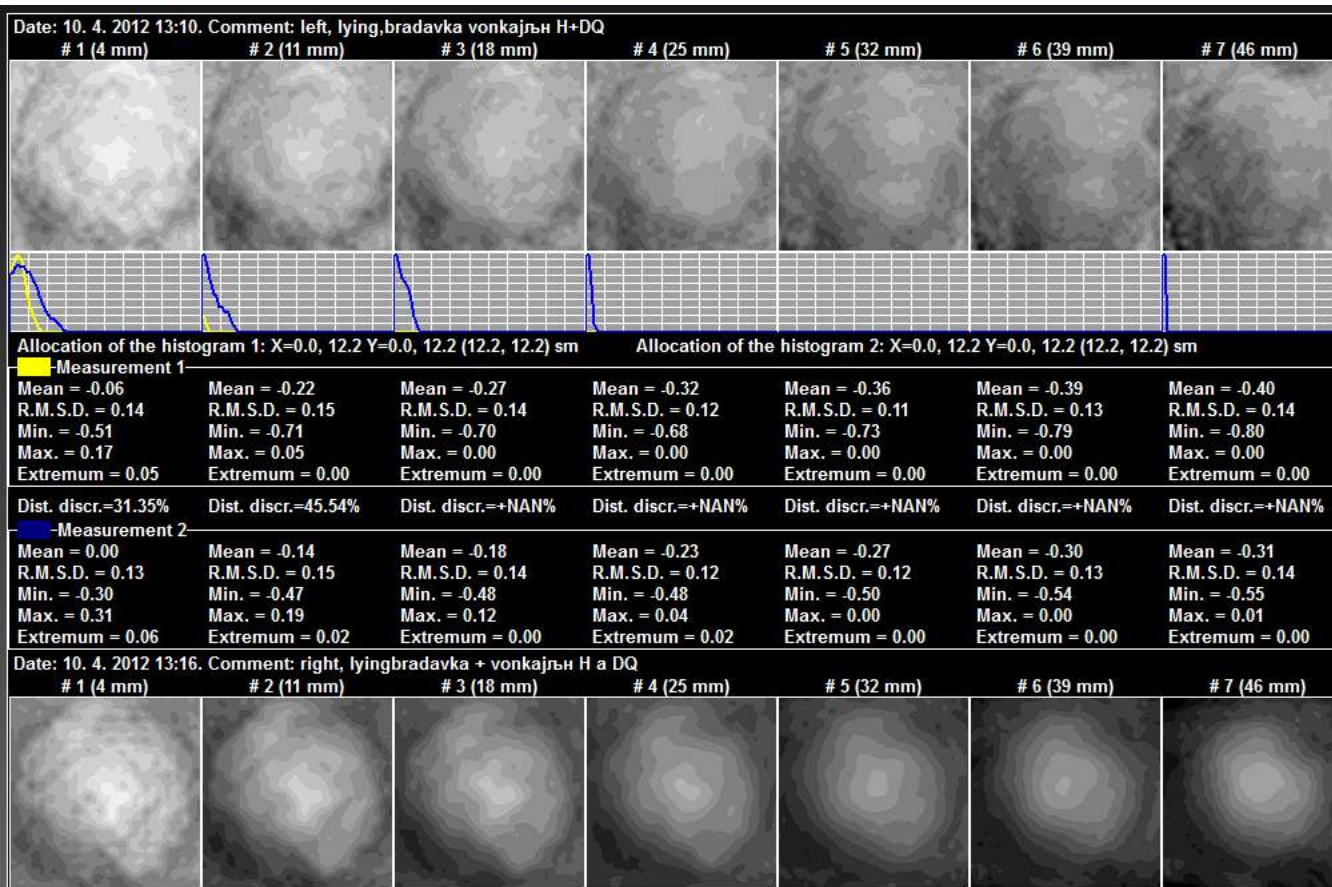 Date: 10. 4. 2012 13:10. Comment: left, lying,bradavka vonkajљн H+DQ
# 1 (4 mm) # 2 (11 mm) # 3 (18 mm) # 4 (25 mm) # 5 (32 mm) # 6 (39 mm) # 7 (46 mm)
Allocation of the histogram 1: X=0.0, 12.2 Y=0.0, 12.2 (12.2, 12.2) sm Allocation of the histogram 2: X=0.0, 12.2 Y=0.0, 12.2 (12.2, 12.2) sm
Measurement 1
Mean = -0.06 Mean = -0.22 Mean = -0.27 Mean = -0.32 Mean = -0.36 Mean = -0.39 Mean = -0.40
R.M.S.D. = 0.14 R.M.S.D. = 0.15 R.M.S.D. = 0.14 R.M.S.D. = 0.12 R.M.S.D. = 0.11 R.M.S.D. = 0.13 R.M.S.D. = 0.14
Min. = -0.51 Min. = -0.71 Min. = -0.70 Min. = -0.68 Min. = -0.73 Min. = -0.79 Min. = -0.80
Max. = 0.17 Max. = 0.05 Max. = 0.00 Max. = 0.00 Max. = 0.00 Max. = 0.00 Max. = 0.00
Extremum = 0.05 Extremum = 0.00 Extremum = 0.00 Extremum = 0.00 Extremum = 0.00 Extremum = 0.00 Extremum = 0.00
Dist. discr.=31.35% Dist. discr.=45.54% Dist. discr.=+NAN% Dist. discr.=+NAN% Dist. discr.=+NAN% Dist. discr.=+NAN% Dist. discr.=+NAN%
Measurement 2
Mean = 0.00 Mean = -0.14 Mean = -0.18 Mean = -0.23 Mean = -0.27 Mean = -0.30 Mean = -0.31
R.M.S.D. = 0.13 R.M.S.D. = 0.15 R.M.S.D. = 0.14 R.M.S.D. = 0.12 R.M.S.D. = 0.12 R.M.S.D. = 0.13 R.M.S.D. = 0.14
Min. = -0.30 Min. = -0.47 Min. = -0.48 Min. = -0.48 Min. = -0.50 Min. = -0.54 Min. = -0.55
Max. = 0.31 Max. = 0.19 Max. = 0.12 Max. = 0.04 Max. = 0.00 Max. = 0.00 Max. = 0.01
Extremum = 0.06 Extremum = 0.02 Extremum = 0.00 Extremum = 0.02 Extremum = 0.00 Extremum = 0.00 Extremum = 0.00
Date: 10. 4. 2012 13:16. Comment: right, lyingbradavka + vonkajљн H a DQ
# 1 (4 mm) # 2 (11 mm) # 3 (18 mm) # 4 (25 mm) # 5 (32 mm) # 6 (39 mm) # 7 (46 mm)